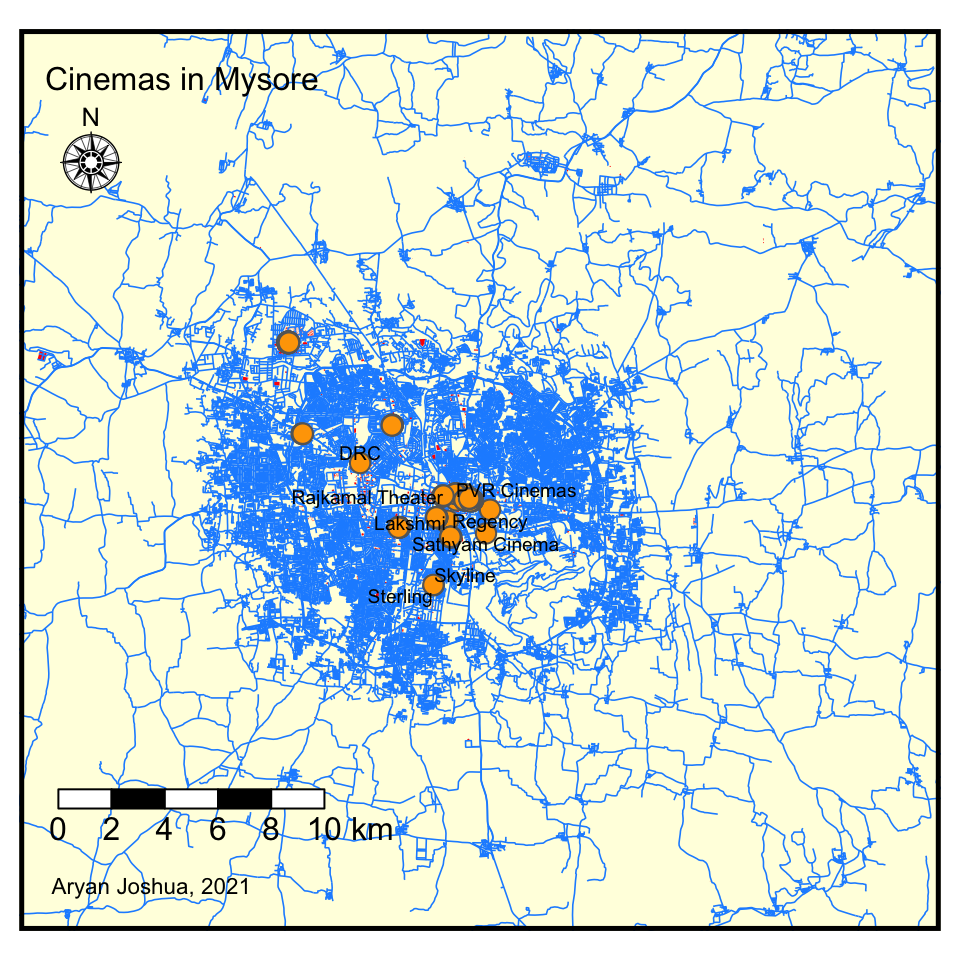 Cinemas in Mysore
N
DRC
PVR Cinemas
Rajkamal Theater
Lakshmi
Regency
Sathyam Cinema
Skyline
Sterling
0 2 4 6 8 10 km
Aryan Joshua, 2021